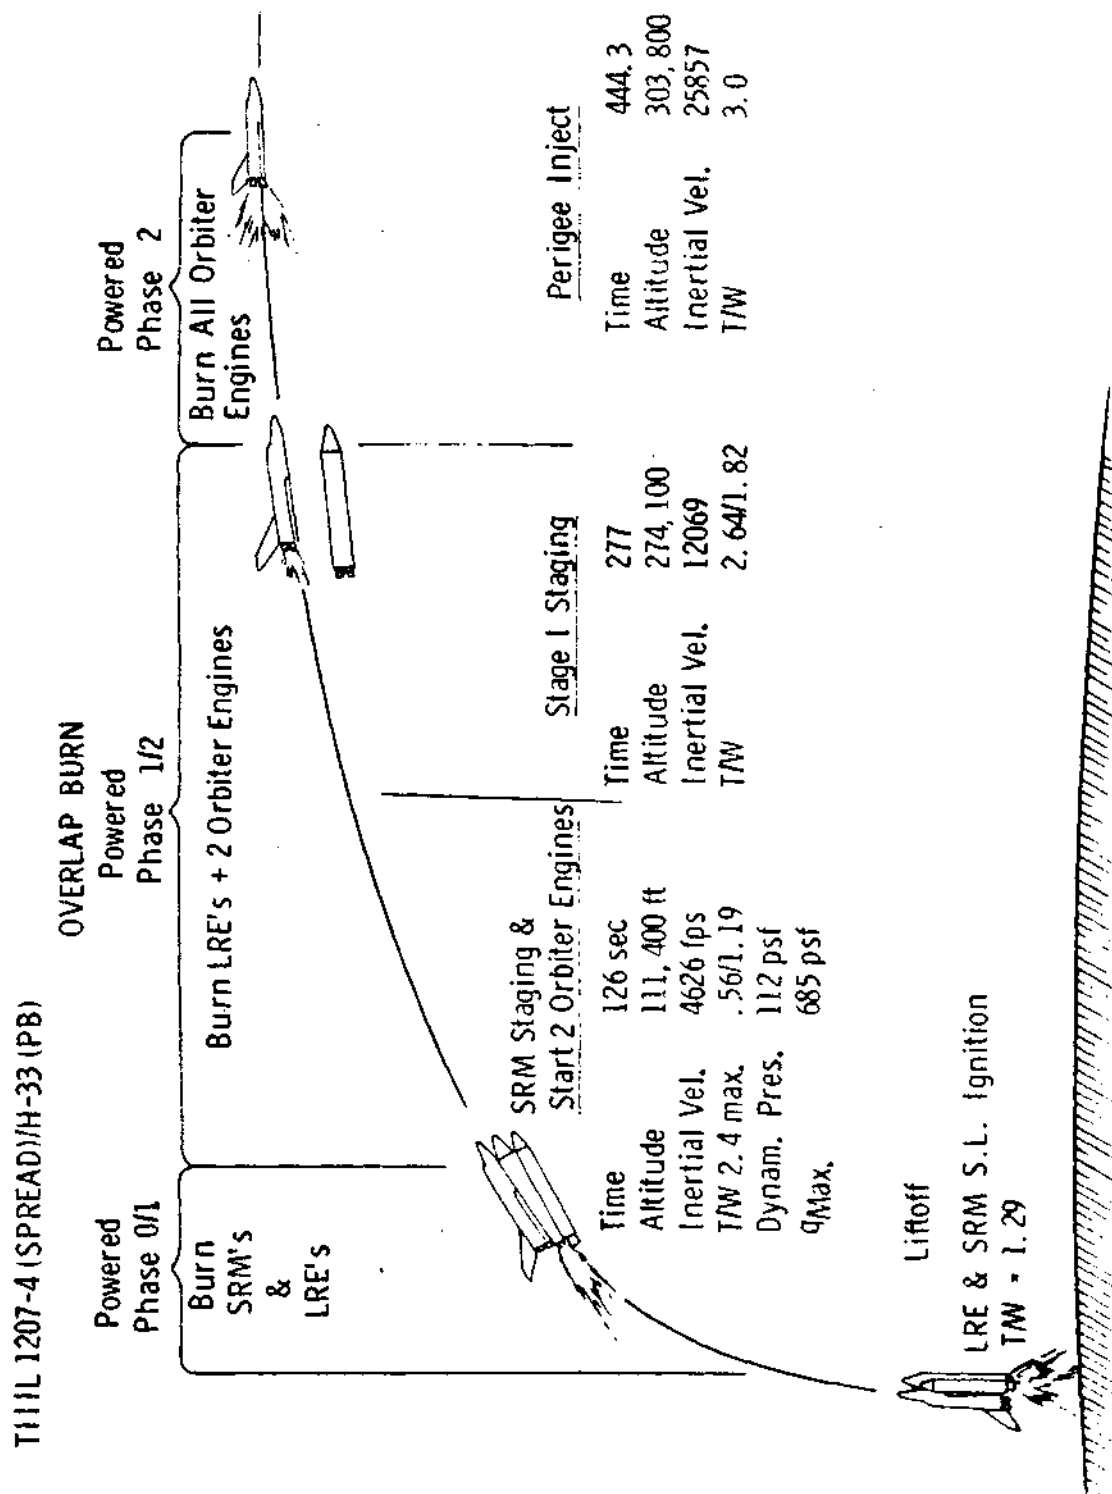 TIIIL 1207-4 (SPREAD)/H-33 (PB)
OVERLAP BURN
Powered
Phase 0/1
Burn
SRM's
&
LRE's
Powered
Phase 1/2
Burn LRE's + 2 Orbiter Engines
Powered
Phase 2
Burn All Orbiter
Engines
SRM Staging &
Start 2 Orbiter Engines
Time 126 sec
Altitude 111, 400 ft
Inertial Vel. 4626 fps
T/W 2.4 max. .56/1.19
Dynam. Pres. 112 psf
qMax. 685 psf
Stage I Staging
Time 277
Altitude 274, 100
Inertial Vel. 12069
T/W 2.64/1.82
Perigee Inject
Time 444.3
Altitude 303, 800
Inertial Vel. 25857
T/W 3.0
Liftoff
LRE & SRM S.L. Ignition
T/W = 1.29